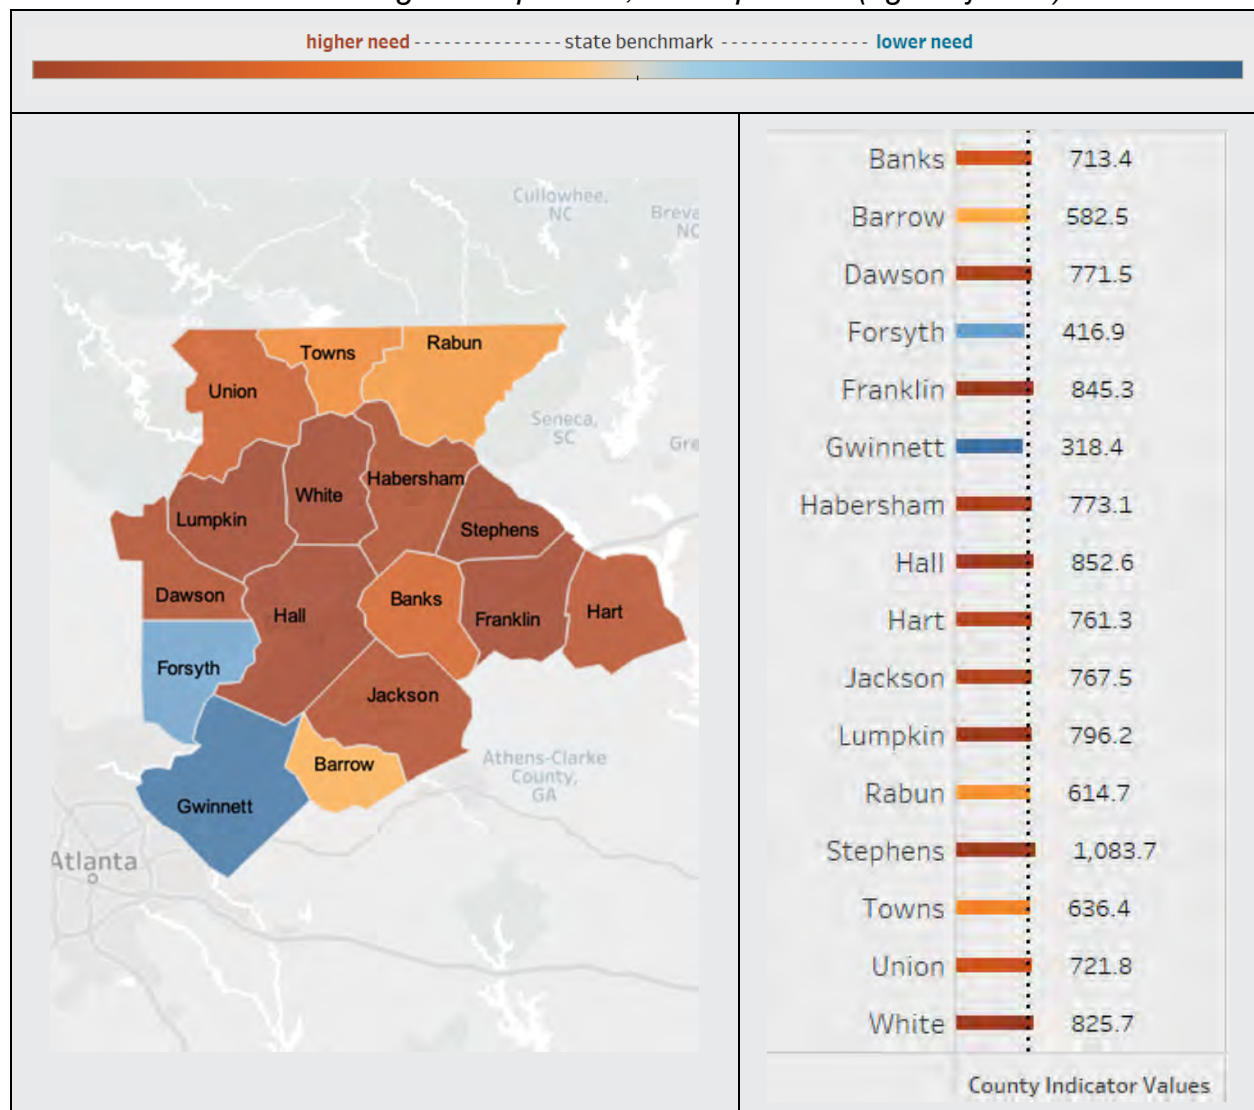 higher need - - - - - - - - - - - - - - - state benchmark - - - - - - - - - - - - - - - lower need
Cullowhee,
NC
Towns
Rabun
Union
Seneca,
SC
White
Habersham
Lumpkin
Stephens
Dawson
Hall
Banks
Franklin
Hart
Forsyth
Jackson
Barrow
Athens-Clarke
County,
GA
Gwinnett
Atlanta
Banks 713.4
Barrow 582.5
Dawson 771.5
Forsyth 416.9
Franklin 845.3
Gwinnett 318.4
Habersham 773.1
Hall 852.6
Hart 761.3
Jackson 767.5
Lumpkin 796.2
Rabun 614.7
Stephens 1,083.7
Towns 636.4
Union 721.8
White 825.7
County Indicator Values